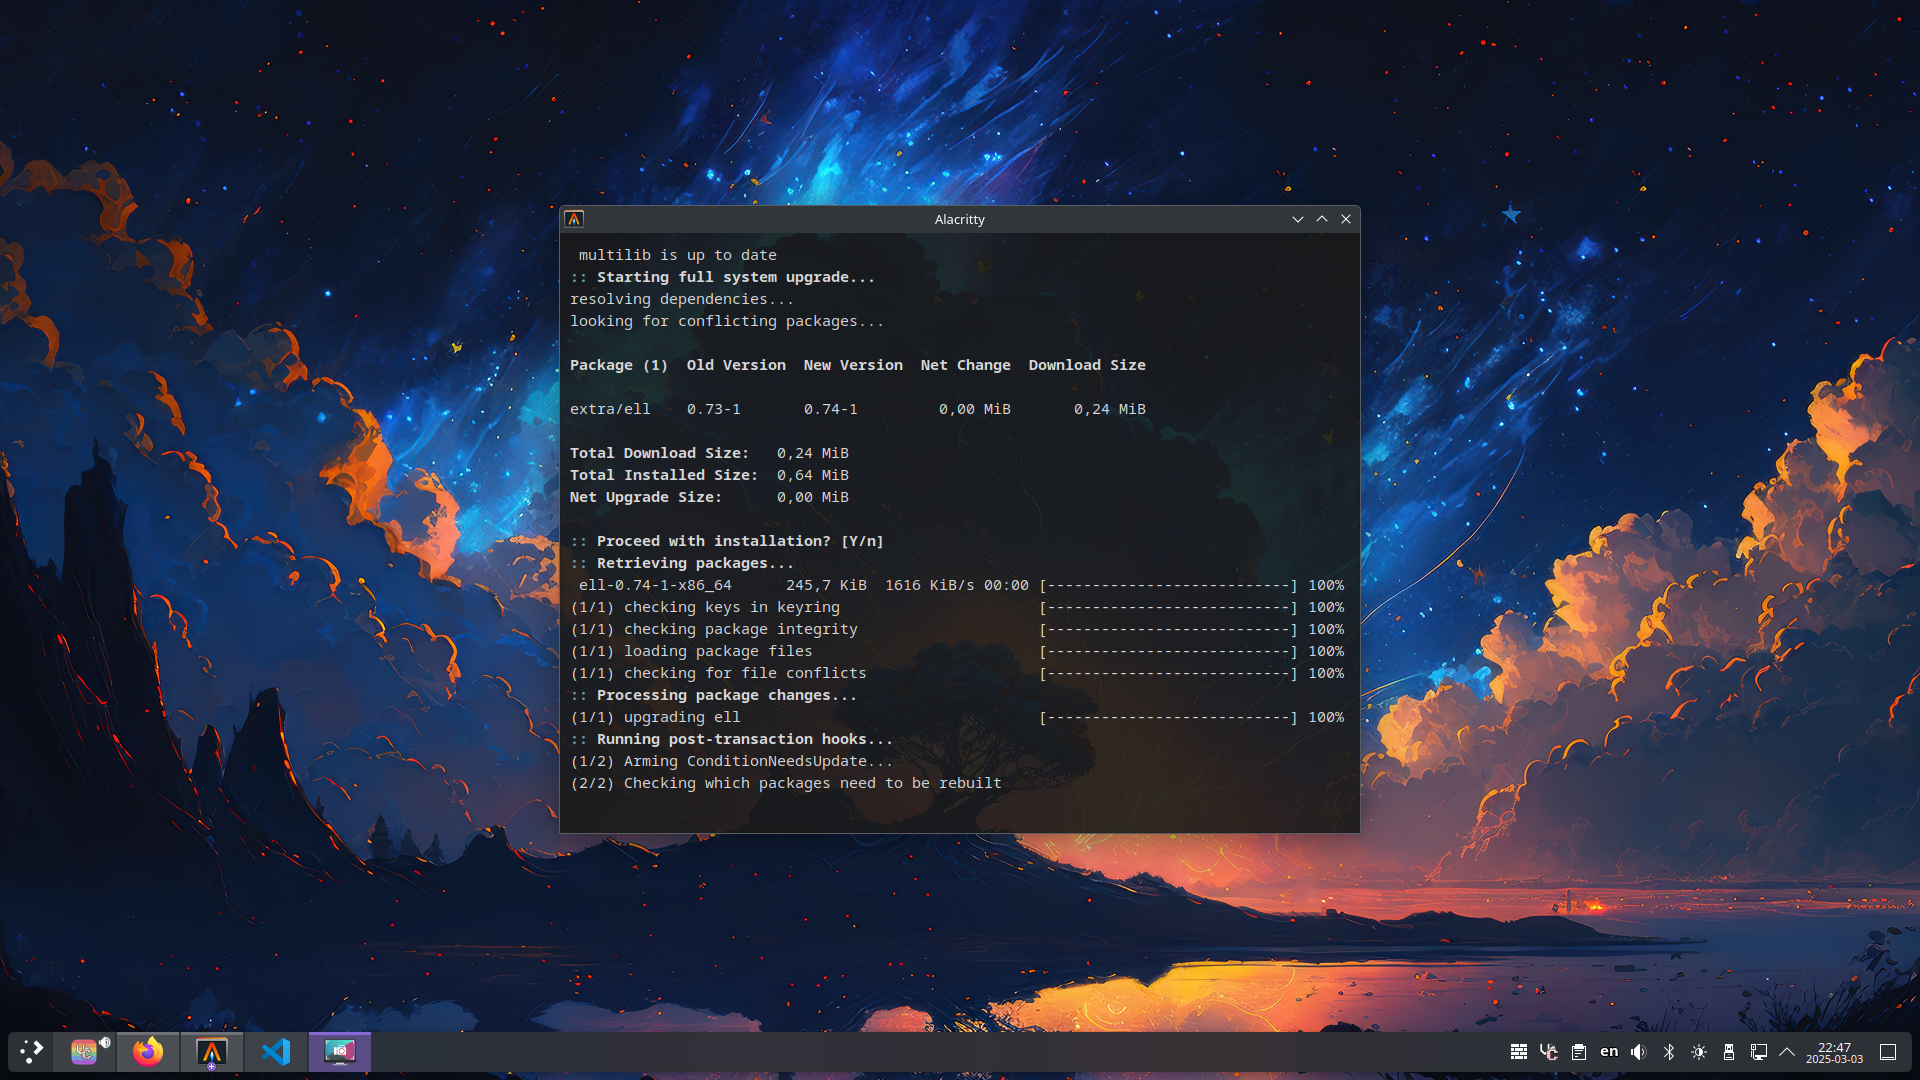 Alacritty
multilib is up to date
:: Starting full system upgrade...
resolving dependencies...
looking for conflicting packages...
Package (1)  Old Version  New Version  Net Change  Download Size
extra/ell    0.73-1       0.74-1         0,00 MiB       0,24 MiB
Total Download Size:   0,24 MiB
Total Installed Size:  0,64 MiB
Net Upgrade Size:      0,00 MiB
:: Proceed with installation? [Y/n]
:: Retrieving packages...
ell-0.74-1-x86_64      245,7 KiB  1616 KiB/s 00:00 [---------------------------] 100%
(1/1) checking keys in keyring                      [---------------------------] 100%
(1/1) checking package integrity                    [---------------------------] 100%
(1/1) loading package files                         [---------------------------] 100%
(1/1) checking for file conflicts                   [---------------------------] 100%
:: Processing package changes...
(1/1) upgrading ell                                 [---------------------------] 100%
:: Running post-transaction hooks...
(1/2) Arming ConditionNeedsUpdate...
(2/2) Checking which packages need to be rebuilt
UC
en
22:47
2025-03-03